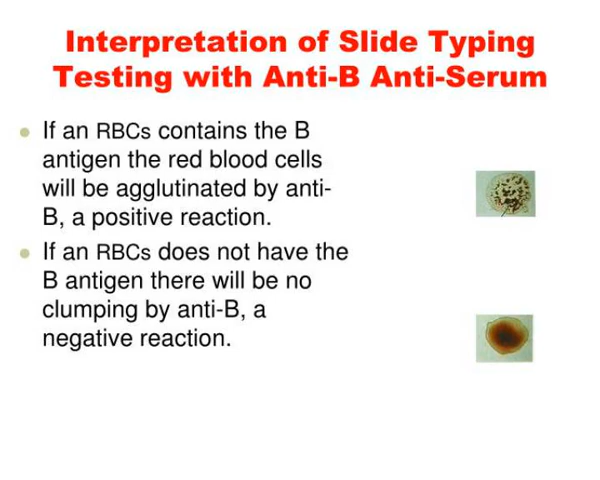 Interpretation of Slide Typing
Testing with Anti-B Anti-Serum
If an RBCs contains the B
antigen the red blood cells
will be agglutinated by anti-
B, a positive reaction.
If an RBCs does not have the
B antigen there will be no
clumping by anti-B, a
negative reaction.